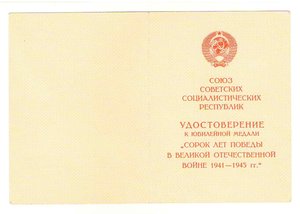 СОЮЗ
СОВЕТСКИХ
СОЦИАЛИСТИЧЕСКИХ
РЕСПУБЛИК
УДОСТОВЕРЕНИЕ
К ЮБИЛЕЙНОЙ МЕДАЛИ
„СОРОК ЛЕТ ПОБЕДЫ
В ВЕЛИКОЙ ОТЕЧЕСТВЕННОЙ
ВОЙНЕ 1941—1945 гг."